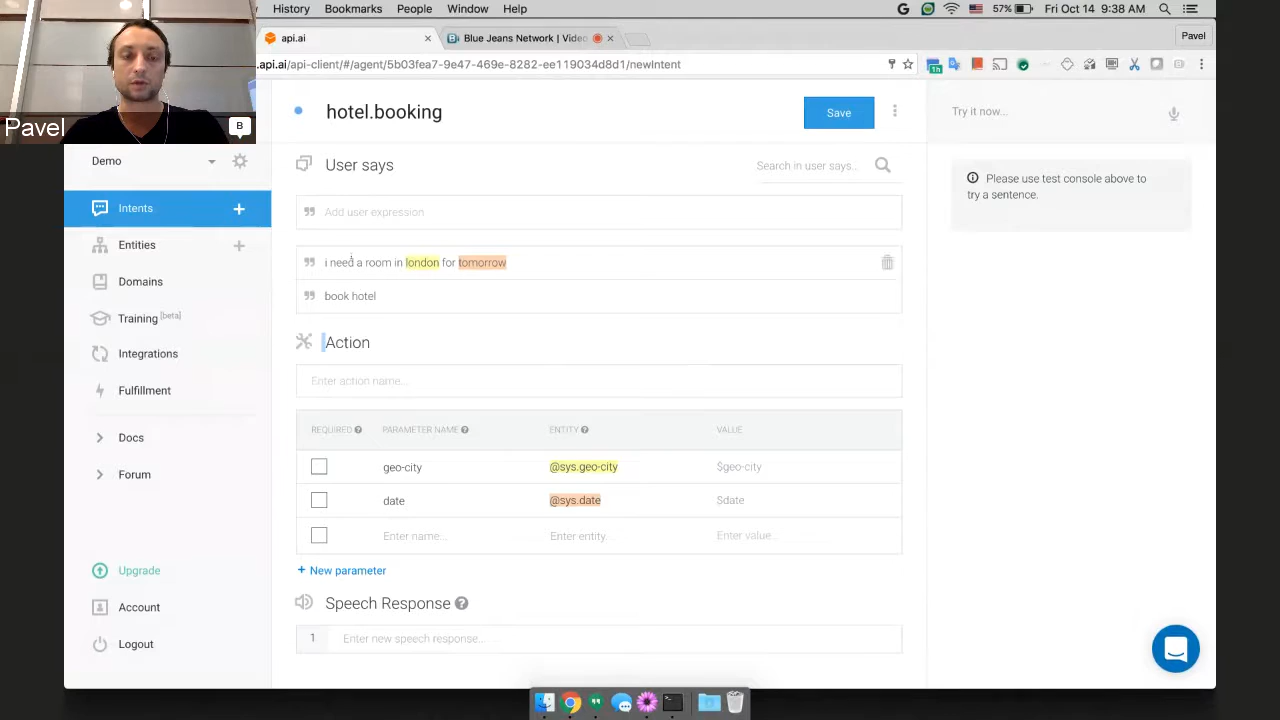 History Bookmarks People Window Help 57% Fri Oct 14 9:38 AM
api.ai Blue Jeans Network | Video Pavel
.api.ai/api-client/#/agent/5b03fea7-9e47-469e-8282-ee119034d8d1/newIntent
Pavel B
hotel.booking Save Try it now...
Demo
User says Search in user says..
Please use test console above to
try a sentence.
Intents
Add user expression
Entities
i need a room in london for tomorrow
Domains
book hotel
Training [beta]
Action
Integrations
Enter action name...
Fulfillment
REQUIRED PARAMETER NAME ENTITY VALUE
Docs
geo-city @sys.geo-city $geo-city
Forum
date @sys.date $date
Enter name... Enter entity Enter value...
+ New parameter
Upgrade
Speech Response
Account
1 Enter new speech response...
Logout